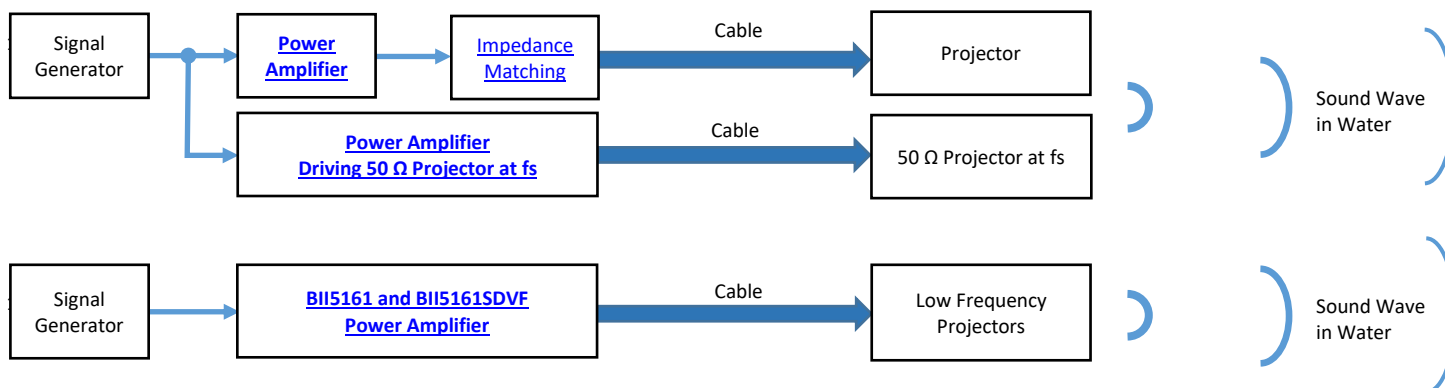 Signal
Generator
Power
Amplifier
Impedance
Matching
Cable
Projector
Sound Wave
in Water
Power Amplifier
Driving 50 Ω Projector at fs
Cable
50 Ω Projector at fs
Signal
Generator
BII5161 and BII5161SDVF
Power Amplifier
Cable
Low Frequency
Projectors
Sound Wave
in Water